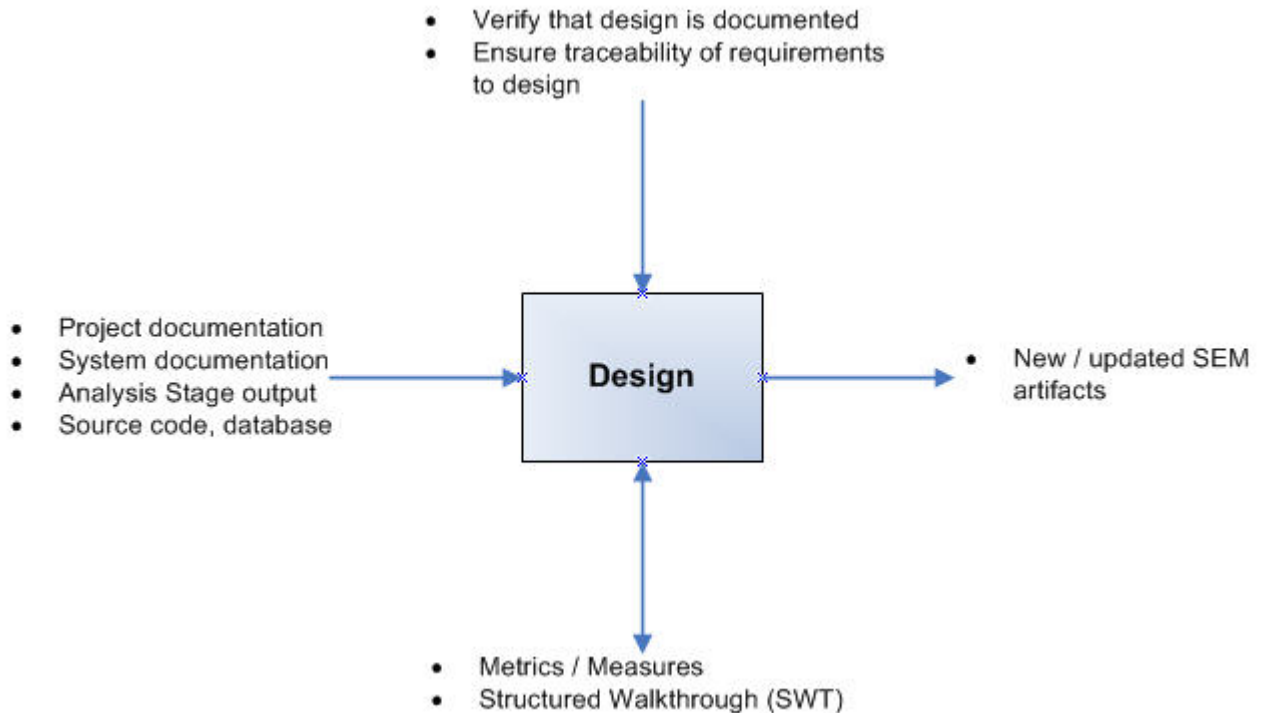 • Verify that design is documented
• Ensure traceability of requirements
to design
• Project documentation
• System documentation
• Analysis Stage output
• Source code, database
Design
• New / updated SEM
artifacts
• Metrics / Measures
• Structured Walkthrough (SWT)